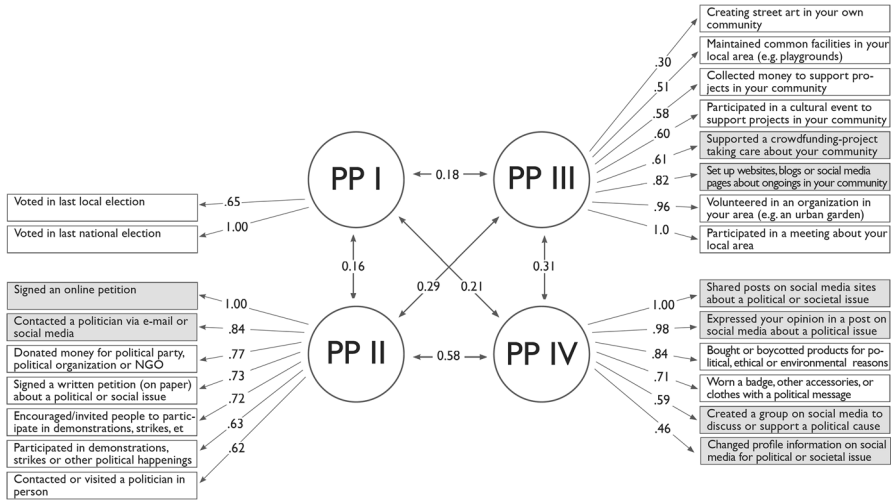 Creating street art in your own
community
Maintained common facilities in your
local area (e.g. playgrounds)
Collected money to support pro-
jects in your community
Participated in a cultural event to
support projects in your community
Supported a crowdfunding-project
taking care about your community
Set up websites, blogs or social media
pages about ongoings in your community
Volunteered in an organization in
your area (e.g. an urban garden)
Participated in a meeting about your
local area
.30
.51
.58
.60
.61
.82
.96
1.0
PP I
0.18
PP III
Voted in last local election
.65
Voted in last national election
1.00
0.16
0.29
0.21
0.31
Signed an online petition
1.00
Contacted a politician via e-mail or
social media
.84
Donated money for political party,
political organization or NGO
.77
Signed a written petition (on paper)
about a political or social issue
.73
Encouraged/invited people to partic-
ipate in demonstrations, strikes, et
.72
Participated in demonstrations,
strikes or other political happenings
.63
Contacted or visited a politician in
person
.62
PP II
0.58
PP IV
1.00
Shared posts on social media sites
about a political or societal issue
.98
Expressed your opinion in a post on
social media about a political issue
.84
Bought or boycotted products for po-
litical, ethical or environmental reasons
.71
Worn a badge, other accessories, or
clothes with a political message
.59
Created a group on social media to
discuss or support a political cause
.46
Changed profile information on social
media for political or societal issue